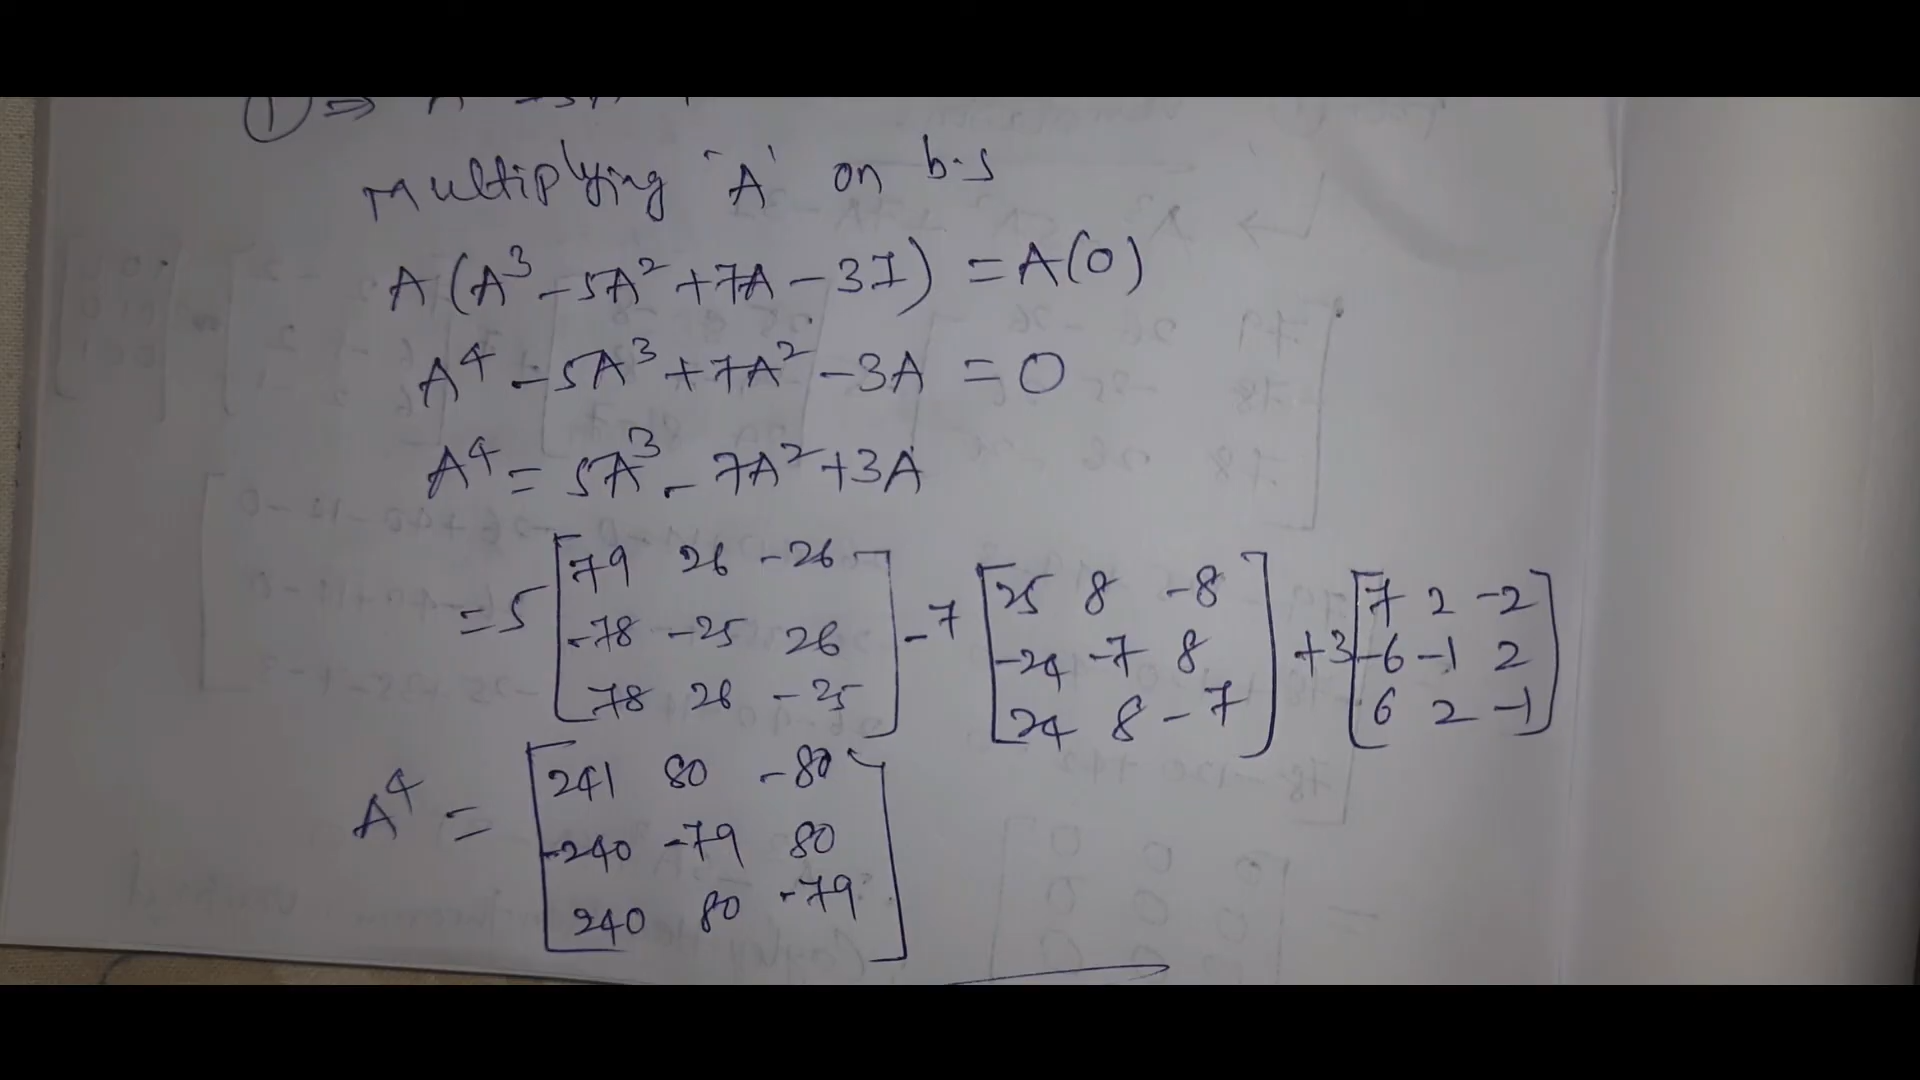 ① ⇒
Multiplying 'A' on b.s
A(A³ - 5A² + 7A - 3I) = A(0)
A⁴ - 5A³ + 7A² - 3A = 0
A⁴ = 5A³ - 7A² + 3A
= 5 [79 26 -26 - 7 [25 8 -8 + 3 [7 2 -2
-78 -25 26 -24 -7 8 -6 -1 2
78 26 -25] 24 8 -7] 6 2 -1]
A⁴ = [241 80 -80
-240 -79 80
240 80 -79]